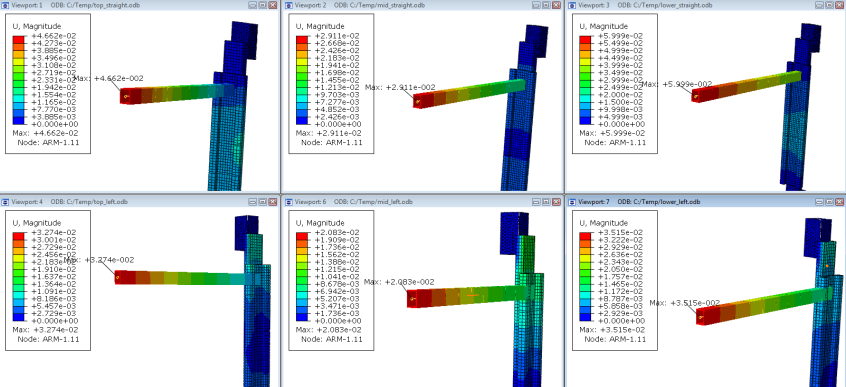 Viewport: 1 ODB: C:/Temp/top_straight.odb
U, Magnitude
+4.662e-02
+4.273e-02
+3.885e-02
+3.496e-02
+3.108e-02
+2.719e-02
+2.331e-02
+1.942e-02
+1.554e-02
+1.165e-02
+7.770e-03
+3.885e-03
+0.000e+00
Max: +4.662e-02
Node: ARM-1.11
Max: +4.662e-002
Viewport: 2 ODB: C:/Temp/mid_straight.odb
U, Magnitude
+2.911e-02
+2.668e-02
+2.426e-02
+2.183e-02
+1.941e-02
+1.698e-02
+1.455e-02
+1.213e-02
+9.703e-03
+7.277e-03
+4.852e-03
+2.426e-03
+0.000e+00
Max: +2.911e-02
Node: ARM-1.11
Max: +2.911e-002
Viewport: 3 ODB: C:/Temp/lower_straight.odb
U, Magnitude
+5.999e-02
+5.499e-02
+4.999e-02
+4.499e-02
+3.999e-02
+3.499e-02
+2.999e-02
+2.499e-02
+2.000e-02
+1.500e-02
+9.998e-03
+4.999e-03
+0.000e+00
Max: +5.999e-02
Node: ARM-1.11
Max: +5.999e-002
Viewport: 4 ODB: C:/Temp/top_left.odb
U, Magnitude
+3.274e-02
+3.001e-02
+2.729e-02
+2.456e-02
+2.183e-02
+1.910e-02
+1.637e-02
+1.364e-02
+1.091e-02
+8.186e-03
+5.457e-03
+2.729e-03
+0.000e+00
Max: +3.274e-02
Node: ARM-1.11
Max: +3.274e-002
Viewport: 6 ODB: C:/Temp/mid_left.odb
U, Magnitude
+2.083e-02
+1.909e-02
+1.736e-02
+1.562e-02
+1.388e-02
+1.215e-02
+1.041e-02
+8.678e-03
+6.942e-03
+5.207e-03
+3.471e-03
+1.736e-03
+0.000e+00
Max: +2.083e-02
Node: ARM-1.11
Max: +2.083e-002
Viewport: 7 ODB: C:/Temp/lower_left.odb
U, Magnitude
+3.515e-02
+3.222e-02
+2.929e-02
+2.636e-02
+2.343e-02
+2.050e-02
+1.757e-02
+1.465e-02
+1.172e-02
+8.787e-03
+5.858e-03
+2.929e-03
+0.000e+00
Max: +3.515e-02
Node: ARM-1.11
Max: +3.515e-002